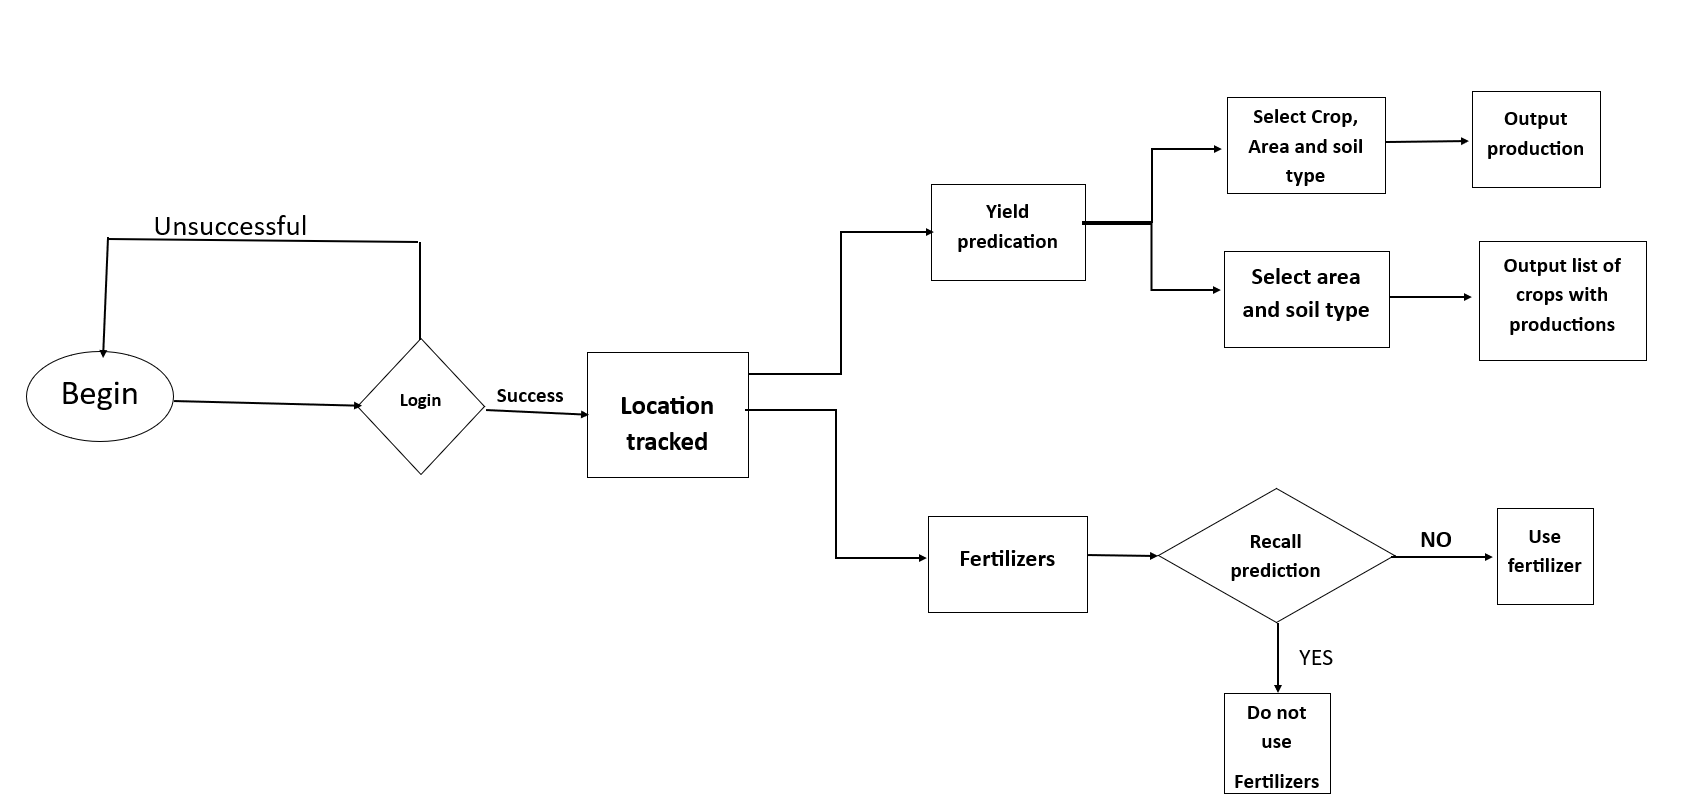 Unsuccessful
Begin
Login
Success
Location
tracked
Yield
predication
Select Crop,
Area and soil
type
Output
production
Select area
and soil type
Output list of
crops with
productions
Fertilizers
Recall
prediction
NO
Use
fertilizer
YES
Do not
use
Fertilizers